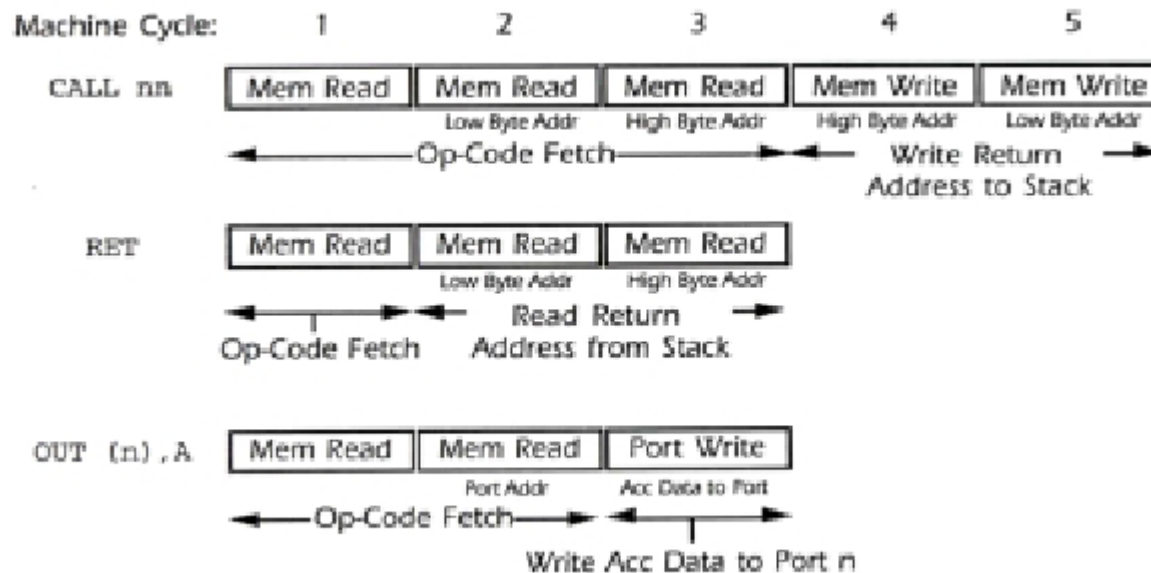 Machine Cycle: 1 2 3 4 5
CALL nn Mem Read Mem Read Mem Read Mem Write Mem Write
Low Byte Addr High Byte Addr High Byte Addr Low Byte Addr
Op-Code Fetch Write Return
Address to Stack
RET Mem Read Mem Read Mem Read
Low Byte Addr High Byte Addr
Read Return
Op-Code Fetch Address from Stack
OUT (n),A Mem Read Mem Read Port Write
Port Addr Acc Data to Port
Op-Code Fetch
Write Acc Data to Port n